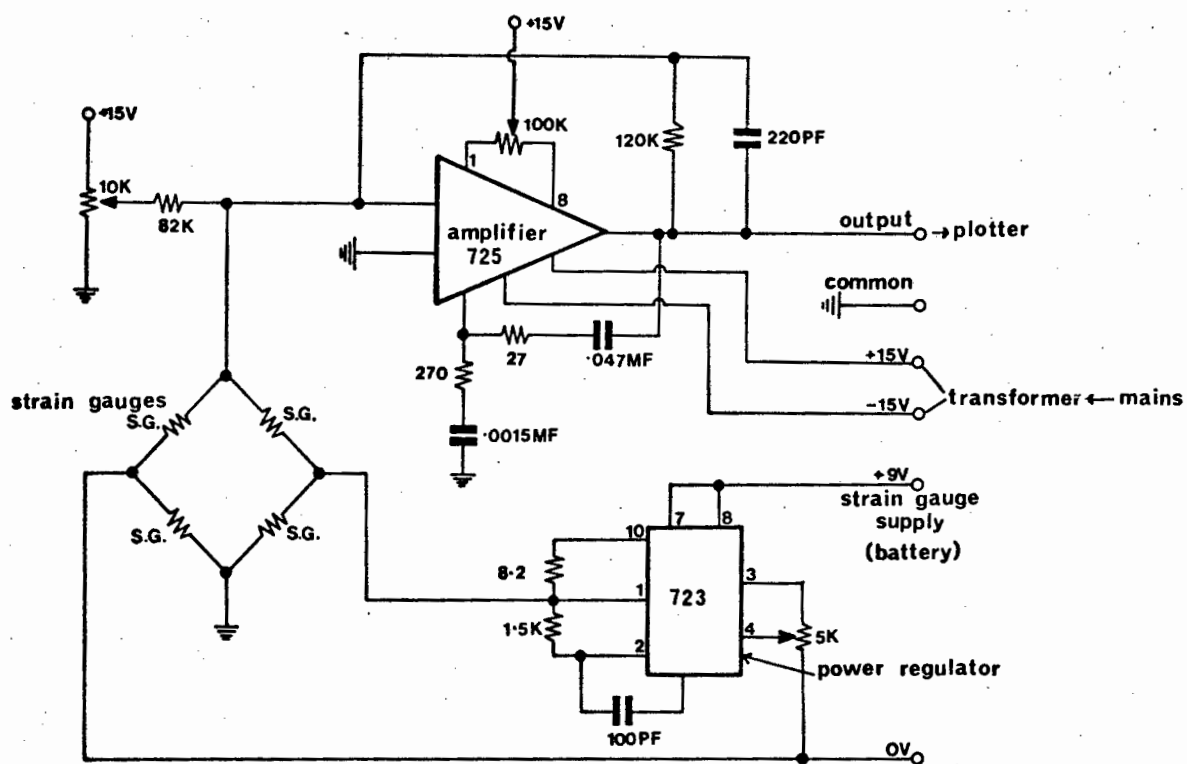 +15V
+15V
10K
82K
100K
1
8
120K
220PF
amplifier
725
output → plotter
common
27
.047MF
270
.0015MF
+15V
-15V
transformer ← mains
strain gauges
S.G.
S.G.
S.G.
S.G.
+9V
strain gauge
supply
(battery)
7
8
10
8·2
1
723
3
1·5K
2
4
5K
power regulator
100PF
0V